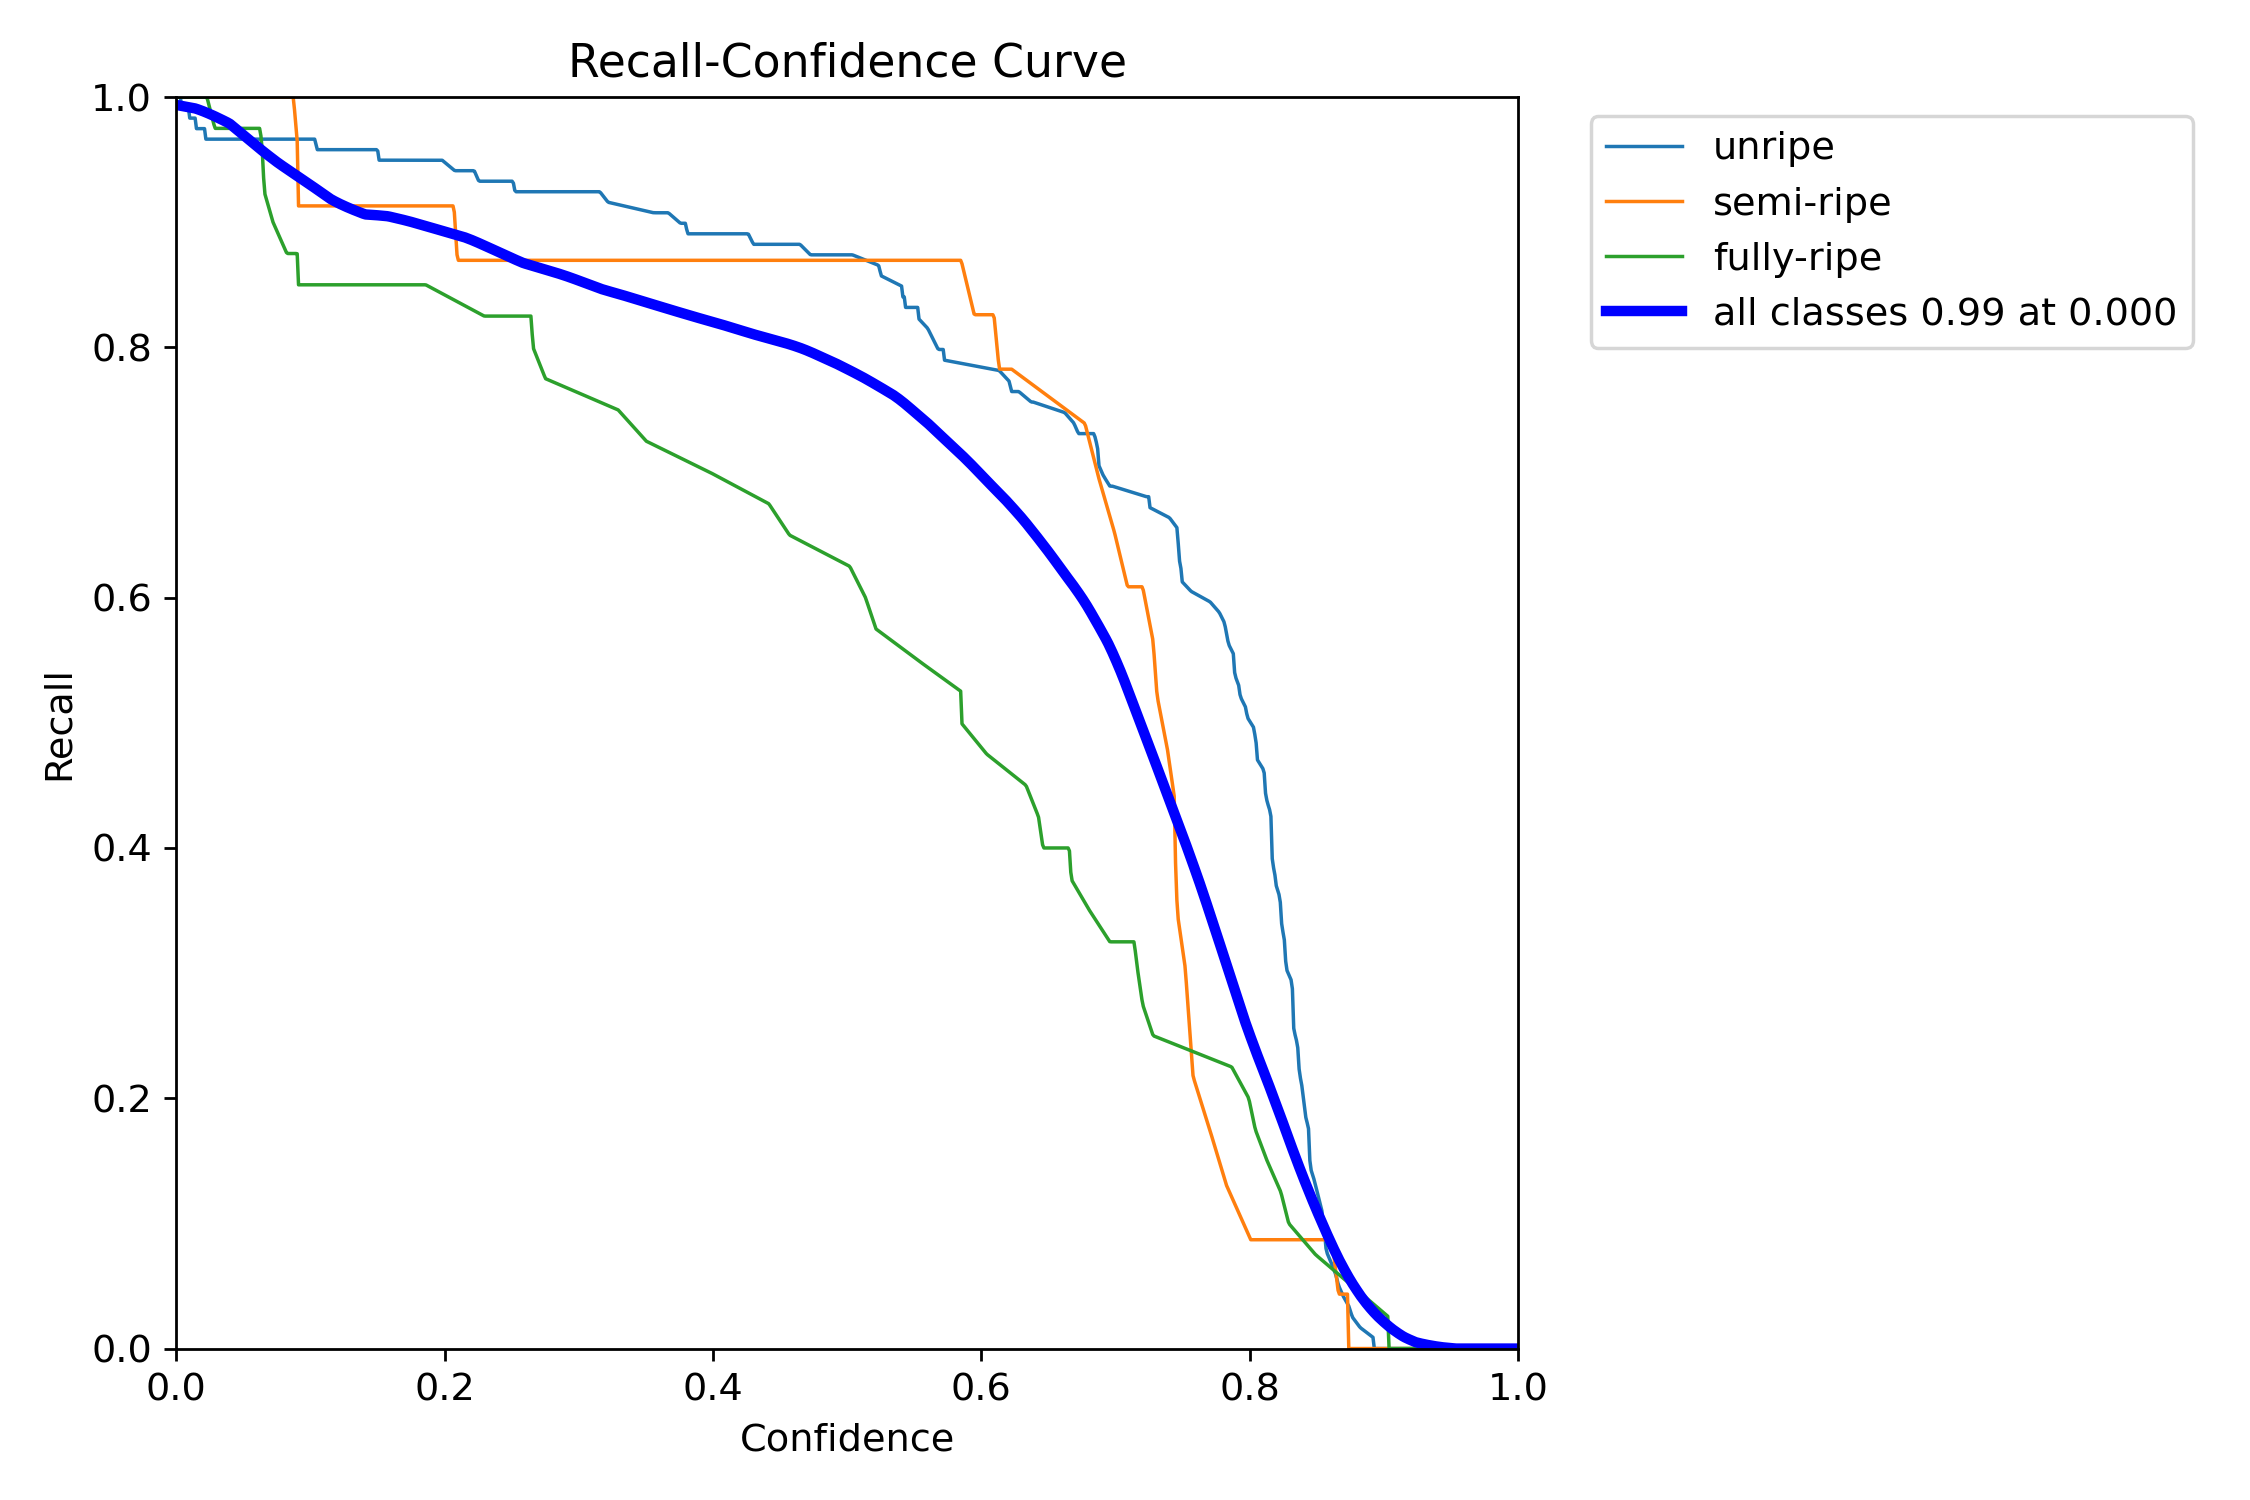 Recall-Confidence Curve
1.0
0.8
0.6
0.4
0.2
0.0
Recall
0.0 0.2 0.4 0.6 0.8 1.0
Confidence
unripe
semi-ripe
fully-ripe
all classes 0.99 at 0.000